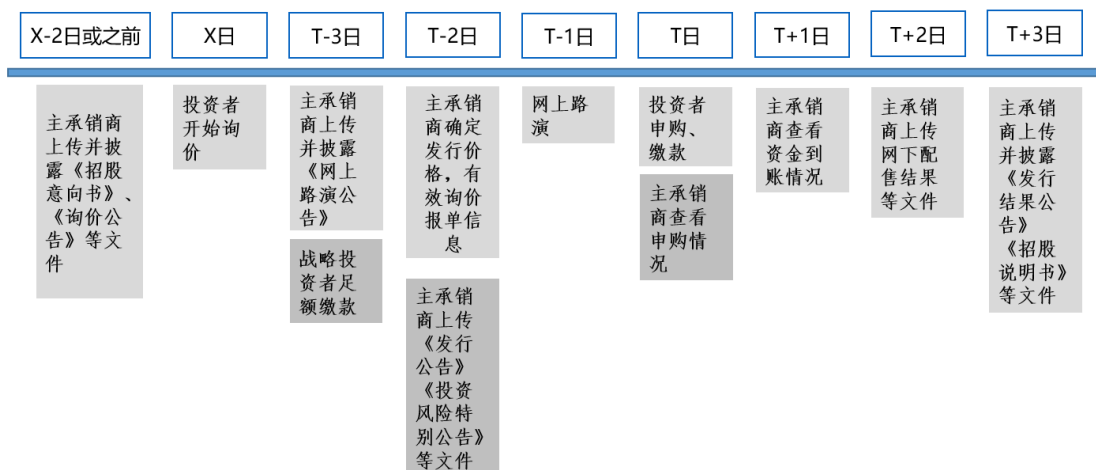 X-2日或之前
X日
T-3日
T-2日
T-1日
T日
T+1日
T+2日
T+3日
主承销商
上传并披
露《招股
意向书》、
《询价公
告》等文
件
投资者
开始询
价
主承销
商上传
并披露
《网上
路演公
告》
战略投
资者足
额缴款
主承销
商确定
发行价
格，有
效询价
报单信
息
主承销
商上传
《发行
公告》
《投资
风险特
别公告》
等文件
网上路
演
投资者
申购、
缴款
主承销
商查看
申购情
况
主承销
商查看
资金到
账情况
主承销
商上传
网下配
售结果
等文件
主承销
商上传
并披露
《发行
结果公
告》
《招股
说明书》
等文件